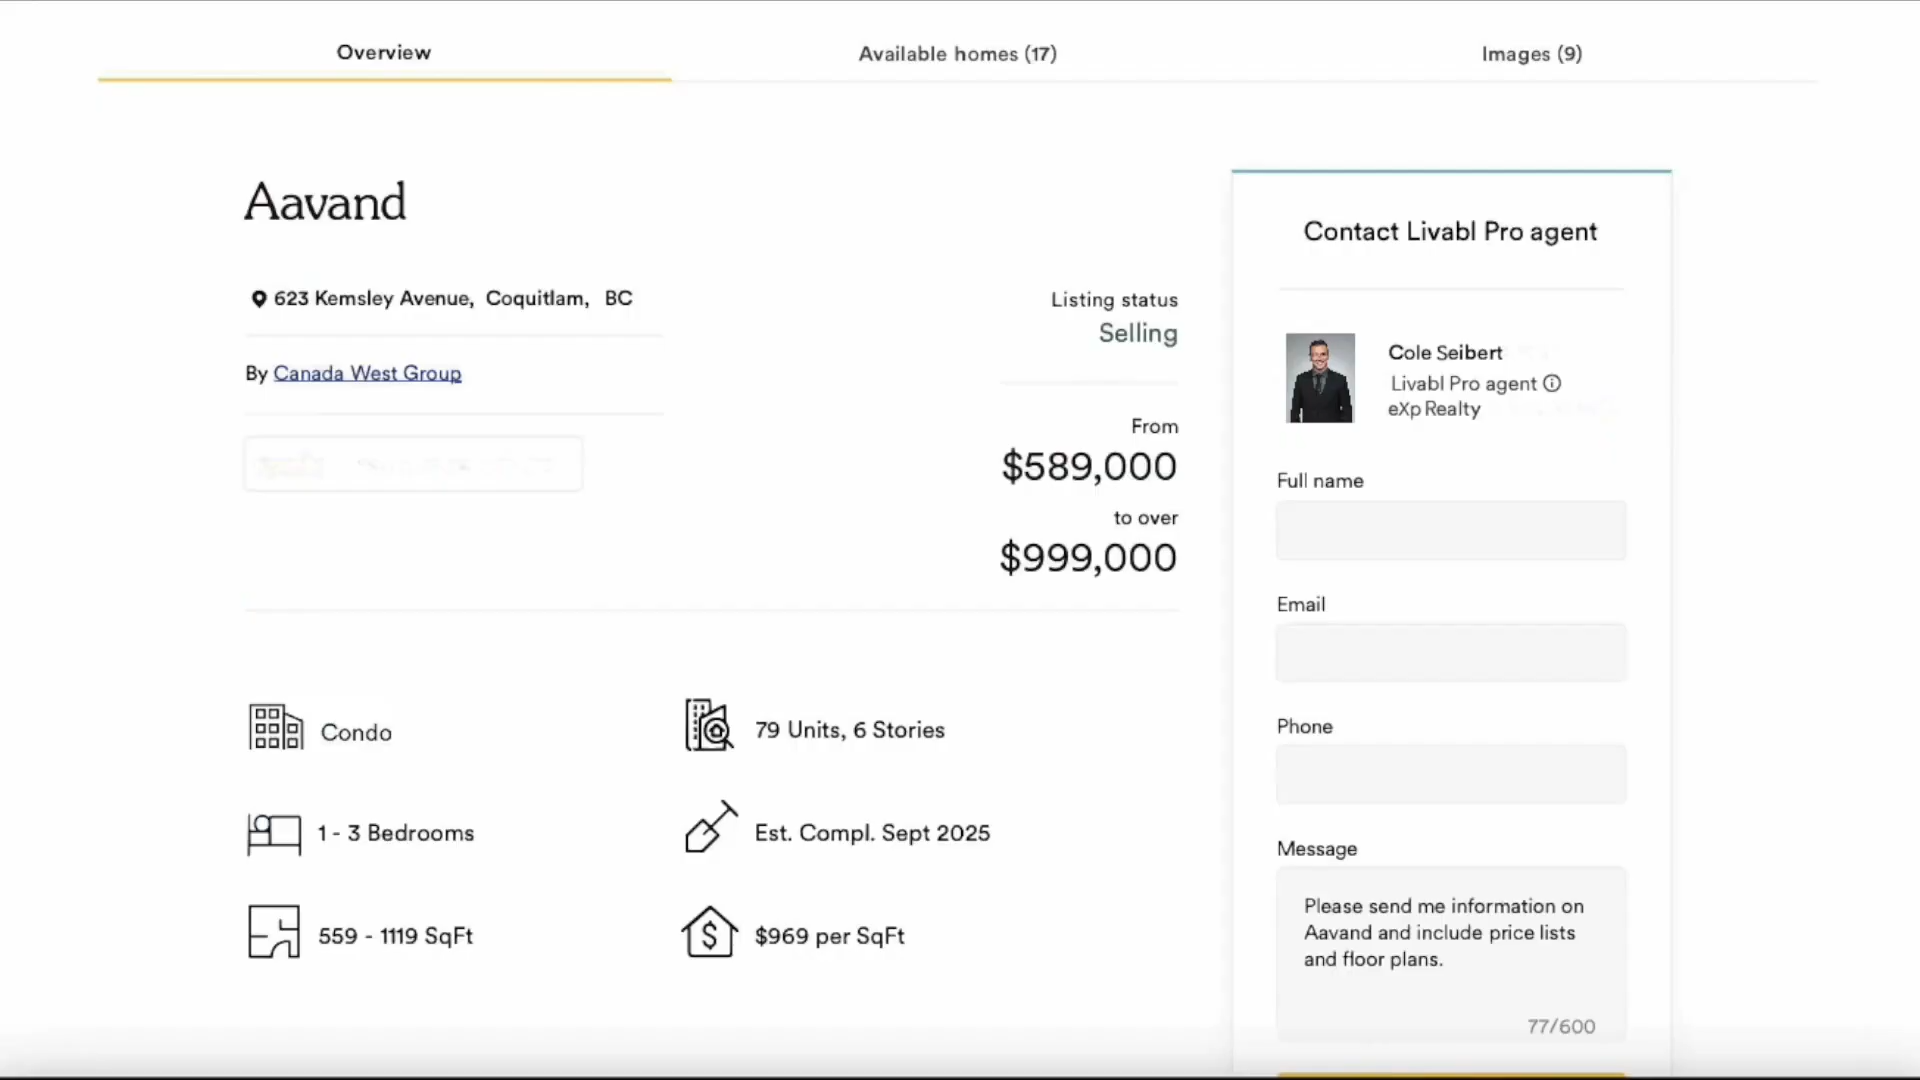 Overview
Available homes (17)
Images (9)
Aavand
623 Kemsley Avenue, Coquitlam, BC
By Canada West Group
Listing status
Selling
From
$589,000
to over
$999,000
Condo
79 Units, 6 Stories
1 - 3 Bedrooms
Est. Compl. Sept 2025
559 - 1119 SqFt
$969 per SqFt
Contact Livabl Pro agent
Cole Seibert
Livabl Pro agent
eXp Realty
Full name
Email
Phone
Message
Please send me information on
Aavand and include price lists
and floor plans.
77/600